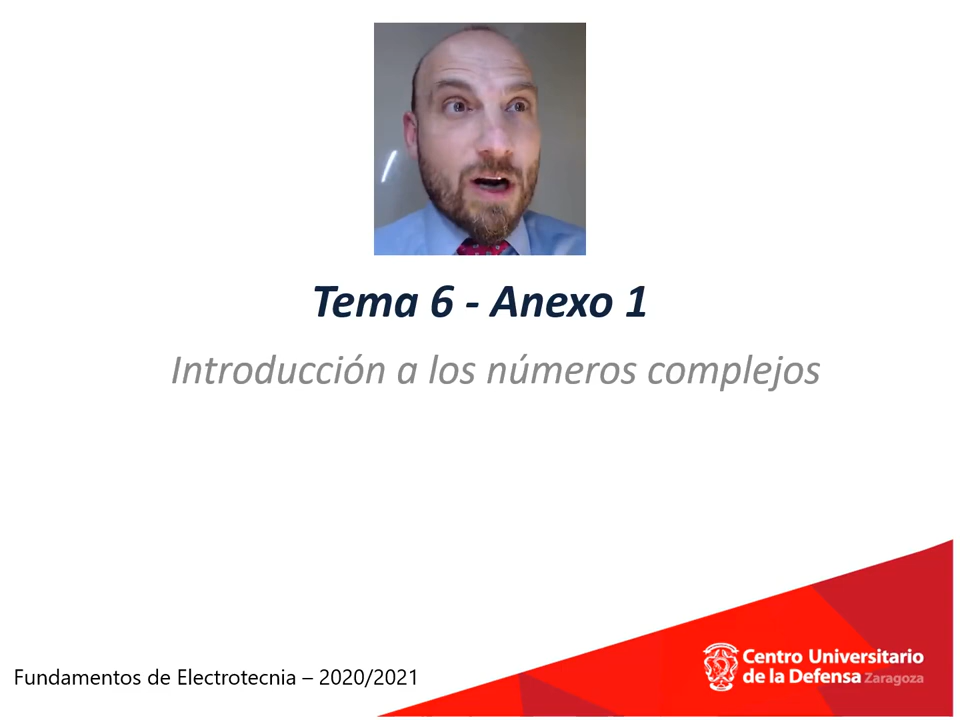 Tema 6 - Anexo 1
Introducción a los números complejos
Fundamentos de Electrotecnia – 2020/2021
Centro Universitario
de la Defensa Zaragoza